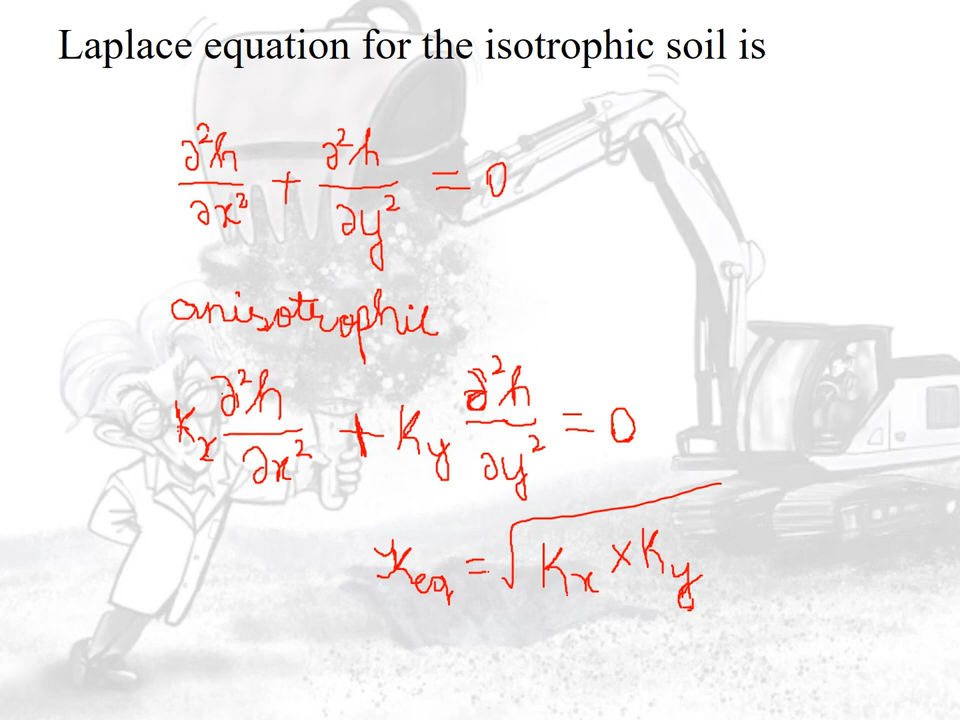 Laplace equation for the isotrophic soil is
∂²h/∂x² + ∂²h/∂y² = 0
anisotrophic
Kx ∂²h/∂x² + Ky ∂²h/∂y² = 0
Keq = √(Kx × Ky)